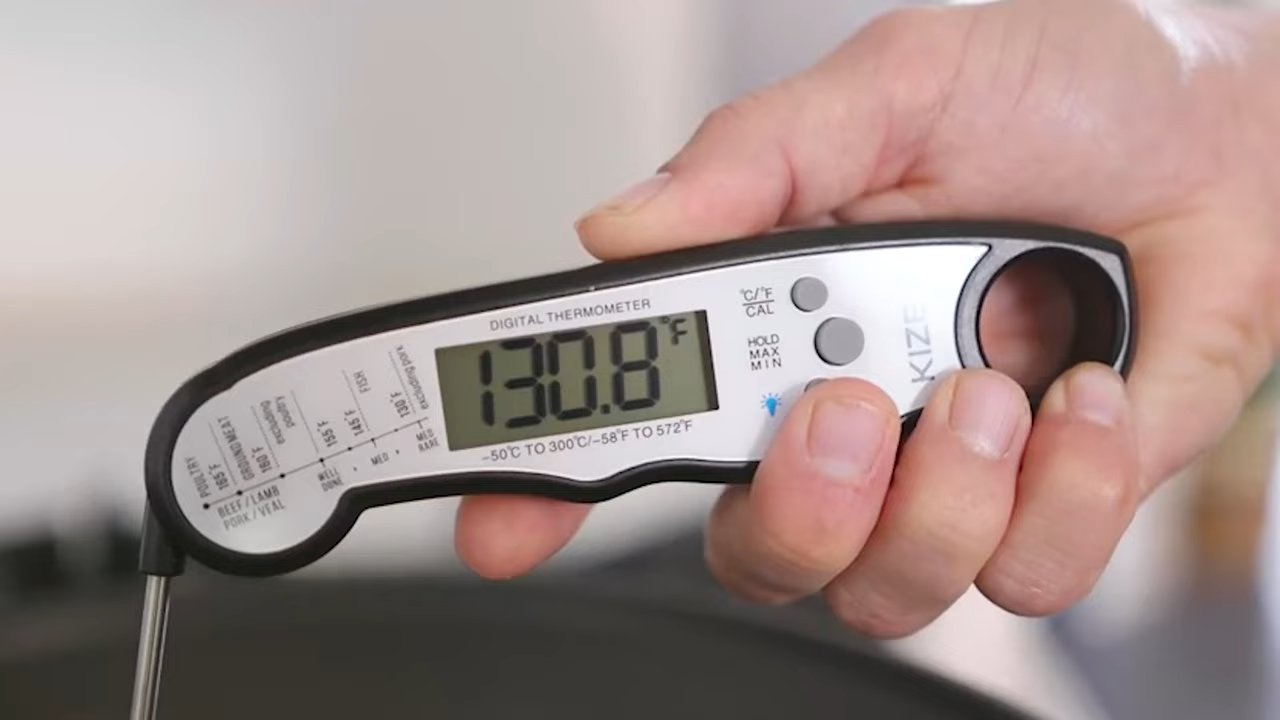 DIGITAL THERMOMETER
130.8°F
-50°C TO 300°C/-58°F TO 572°F
°C/°F
CAL
HOLD
MAX
MIN
KIZE
POULTRY
165°F
GROUND MEAT
160°F
excluding
poultry
155°F
145°F
FISH
130°F
excluding pork
BEEF / LAMB
PORK / VEAL
WELL
DONE
MED
MED
RARE